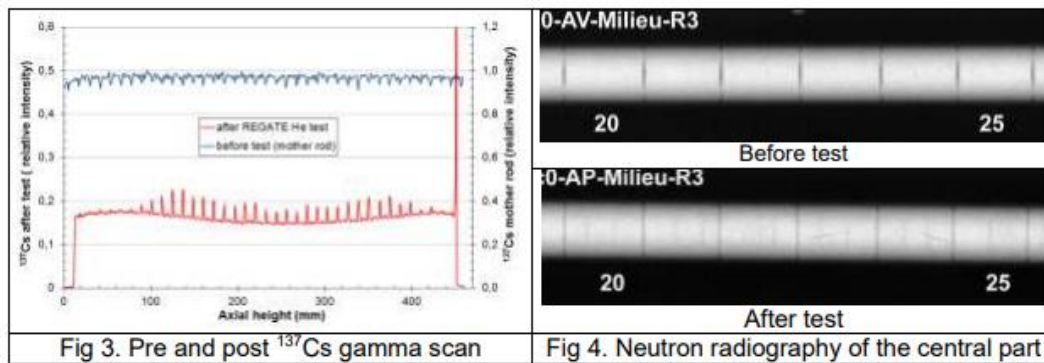 0,8
0,5
0,4
0,3
0,2
0,1
0
1,2
1,0
0,8
0,6
0,4
0,2
0,0
¹³⁷Cs after test ( relative intensity)
¹³⁷Cs mother rod (relative intensity)
after REGATE He test
before test (mother rod)
0
100
200
300
400
Axial height (mm)
Fig 3. Pre and post ¹³⁷Cs gamma scan
0-AV-Milieu-R3
20
25
Before test
:0-AP-Milieu-R3
20
25
After test
Fig 4. Neutron radiography of the central part